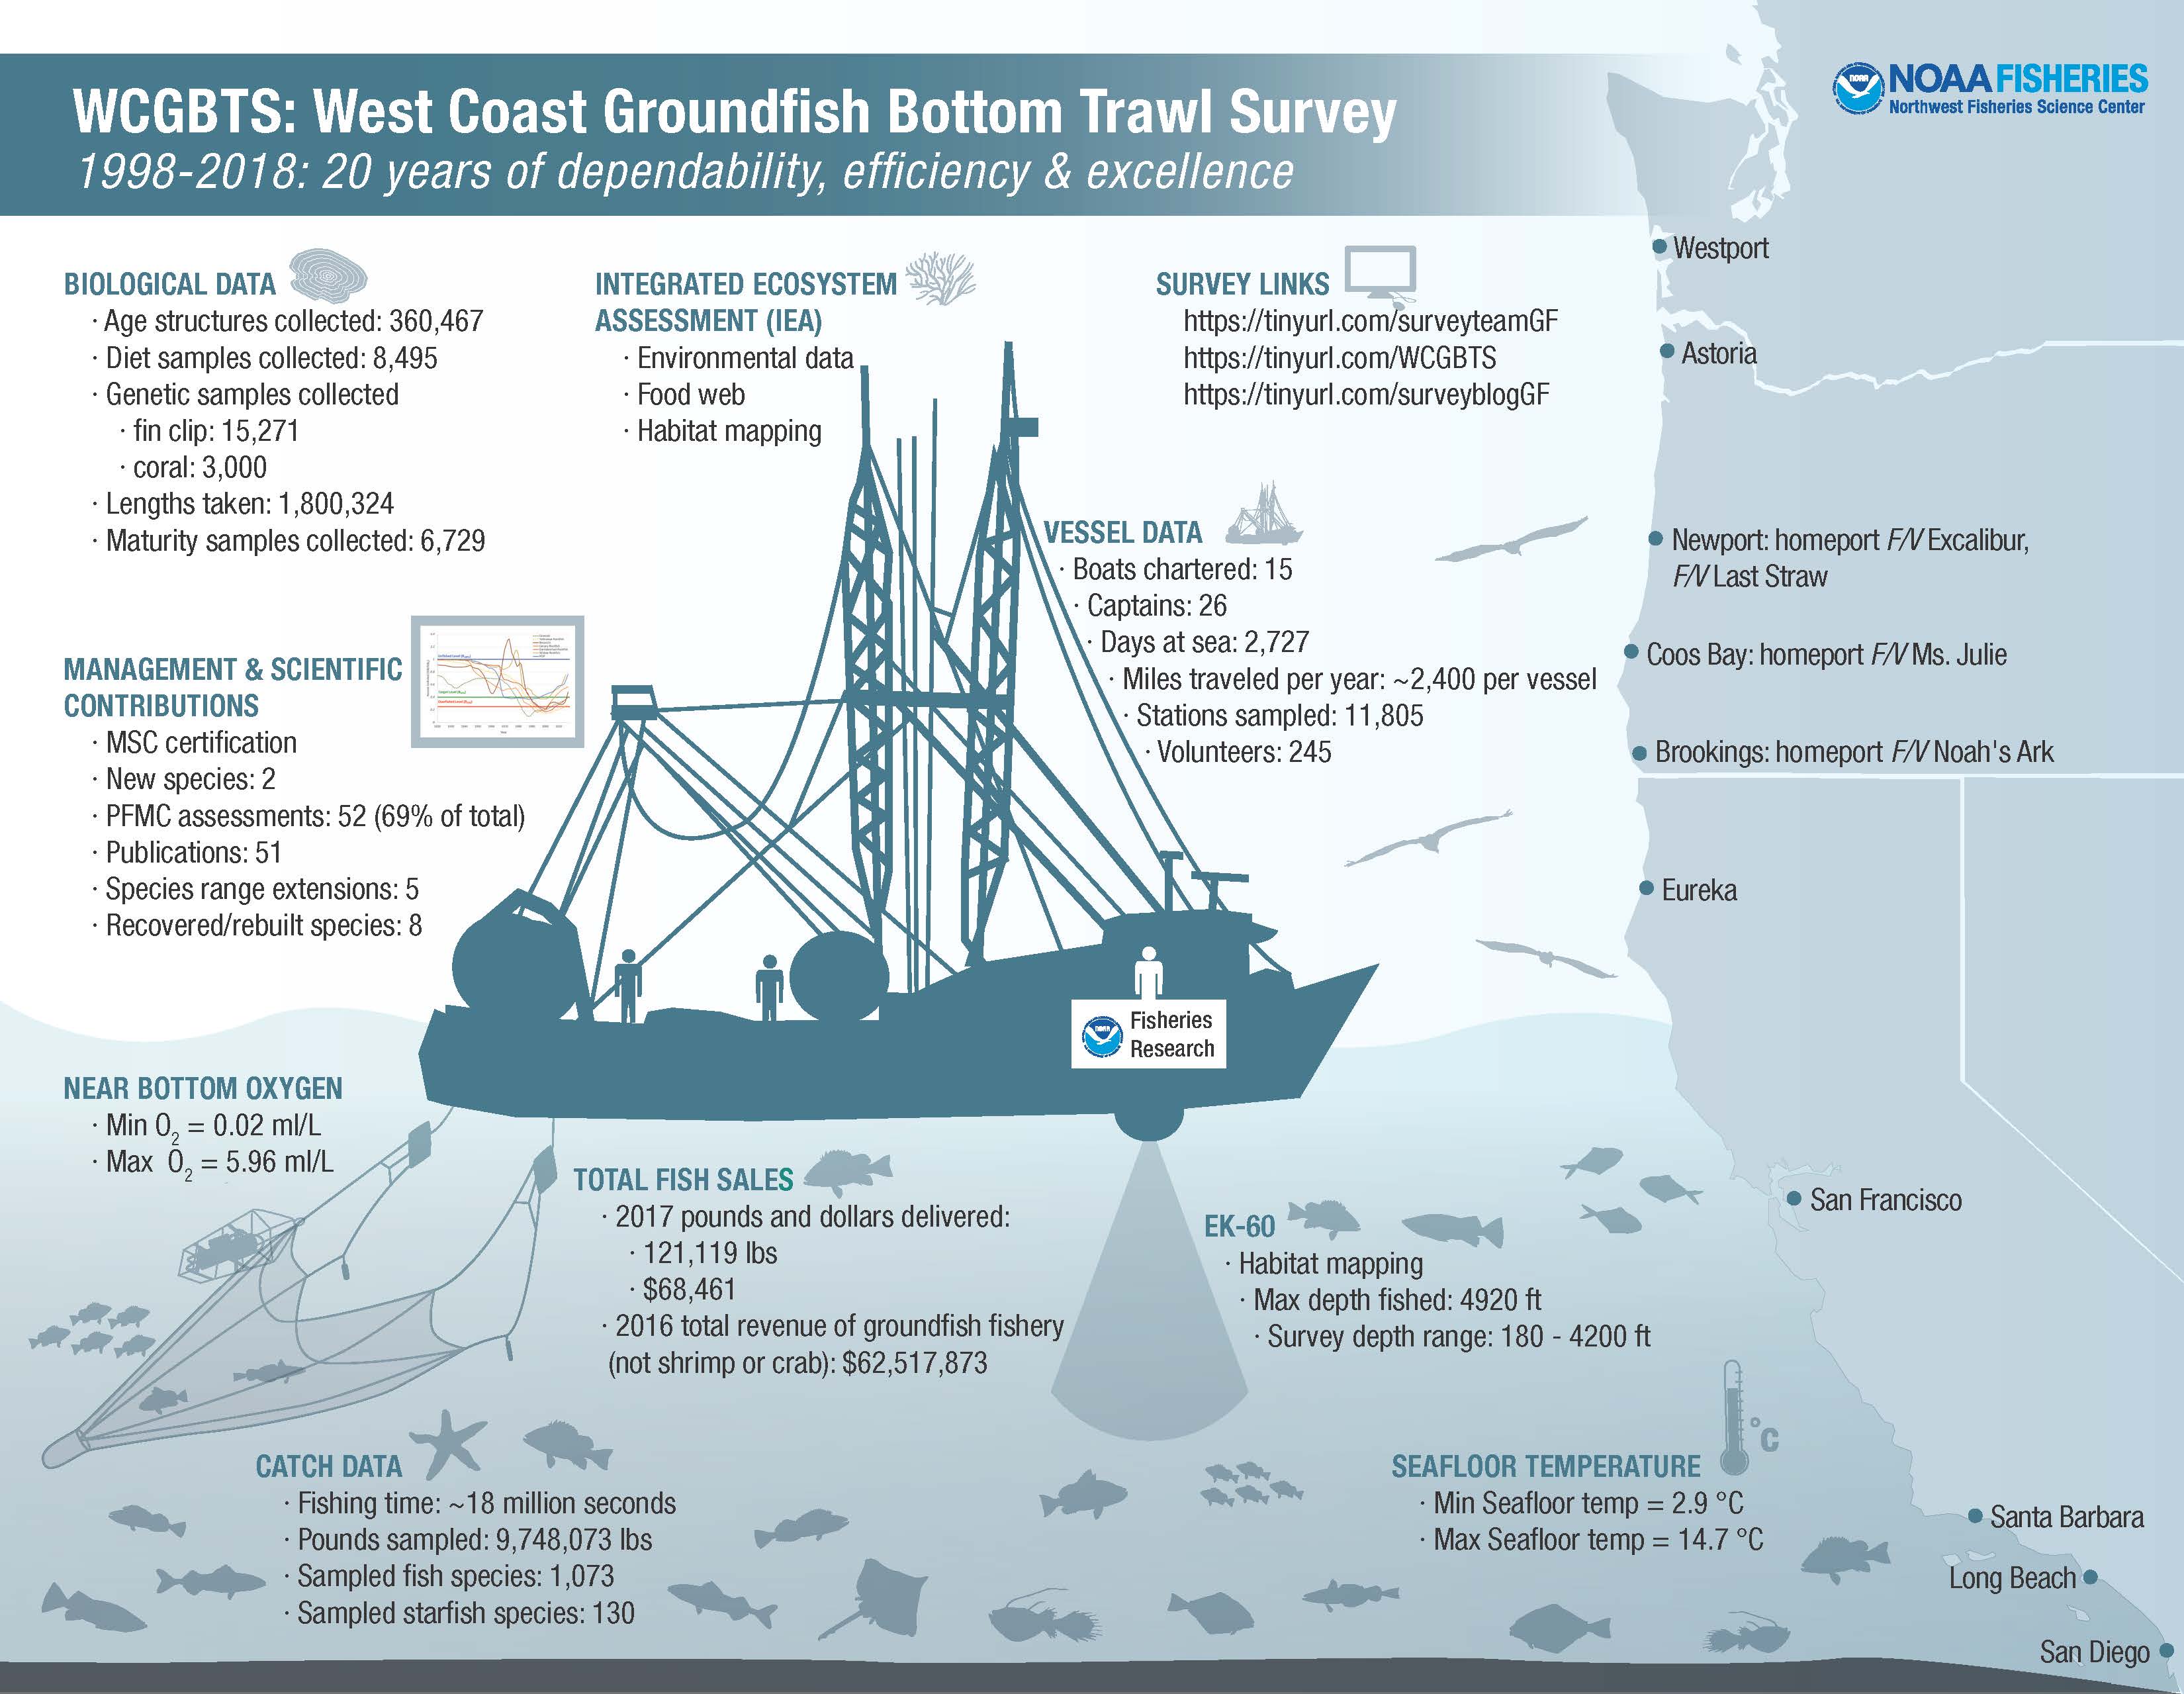 WCGBTS: West Coast Groundfish Bottom Trawl Survey
1998-2018: 20 years of dependability, efficiency & excellence
NOAA
NOAA FISHERIES
Northwest Fisheries Science Center
BIOLOGICAL DATA
· Age structures collected: 360,467
· Diet samples collected: 8,495
· Genetic samples collected
· fin clip: 15,271
· coral: 3,000
· Lengths taken: 1,800,324
· Maturity samples collected: 6,729
INTEGRATED ECOSYSTEM
ASSESSMENT (IEA)
· Environmental data
· Food web
· Habitat mapping
SURVEY LINKS
https://tinyurl.com/surveyteamGF
https://tinyurl.com/WCGBTS
https://tinyurl.com/surveyblogGF
VESSEL DATA
· Boats chartered: 15
· Captains: 26
· Days at sea: 2,727
· Miles traveled per year: ~2,400 per vessel
· Stations sampled: 11,805
· Volunteers: 245
MANAGEMENT & SCIENTIFIC
CONTRIBUTIONS
· MSC certification
· New species: 2
· PFMC assessments: 52 (69% of total)
· Publications: 51
· Species range extensions: 5
· Recovered/rebuilt species: 8
Westport
Astoria
Newport: homeport F/V Excalibur,
F/V Last Straw
Coos Bay: homeport F/V Ms. Julie
Brookings: homeport F/V Noah's Ark
Eureka
San Francisco
Santa Barbara
Long Beach
San Diego
NOAA
Fisheries
Research
NEAR BOTTOM OXYGEN
· Min O2 = 0.02 ml/L
· Max O2 = 5.96 ml/L
TOTAL FISH SALES
· 2017 pounds and dollars delivered:
· 121,119 lbs
· $68,461
· 2016 total revenue of groundfish fishery
(not shrimp or crab): $62,517,873
EK-60
· Habitat mapping
· Max depth fished: 4920 ft
· Survey depth range: 180 - 4200 ft
CATCH DATA
· Fishing time: ~18 million seconds
· Pounds sampled: 9,748,073 lbs
· Sampled fish species: 1,073
· Sampled starfish species: 130
°C
SEAFLOOR TEMPERATURE
· Min Seafloor temp = 2.9 °C
· Max Seafloor temp = 14.7 °C